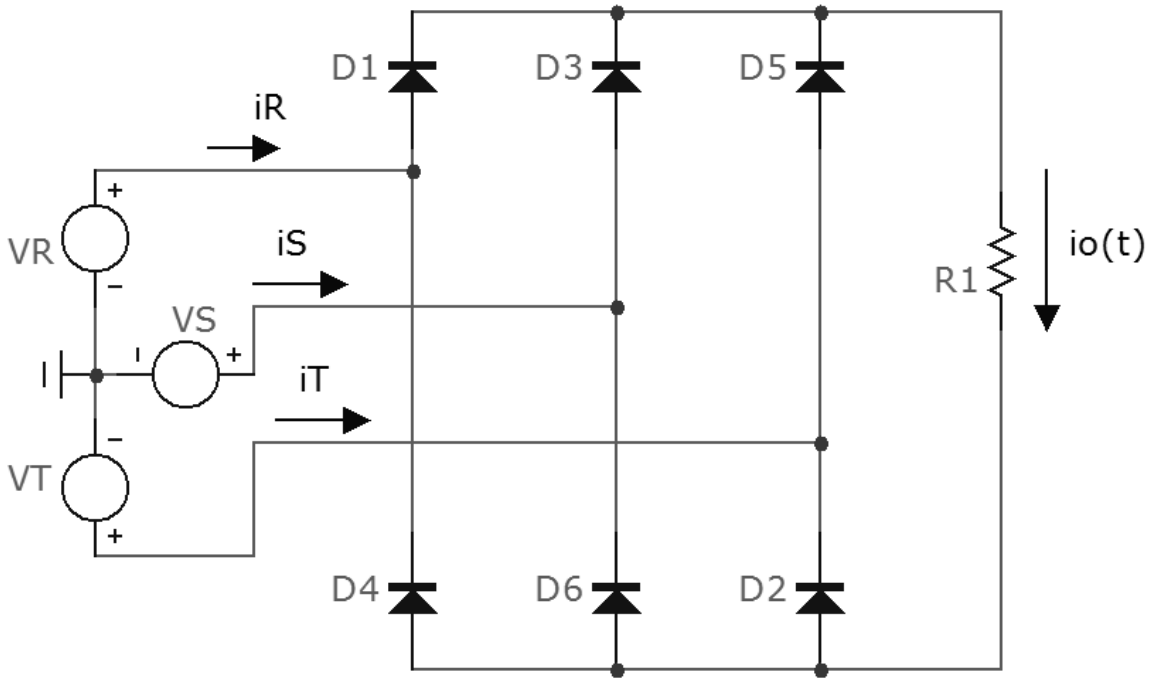 D1 D3 D5
iR
+
VR
iS
io(t)
R1
−
VS
− +
iT
−
VT
+
D4 D6 D2